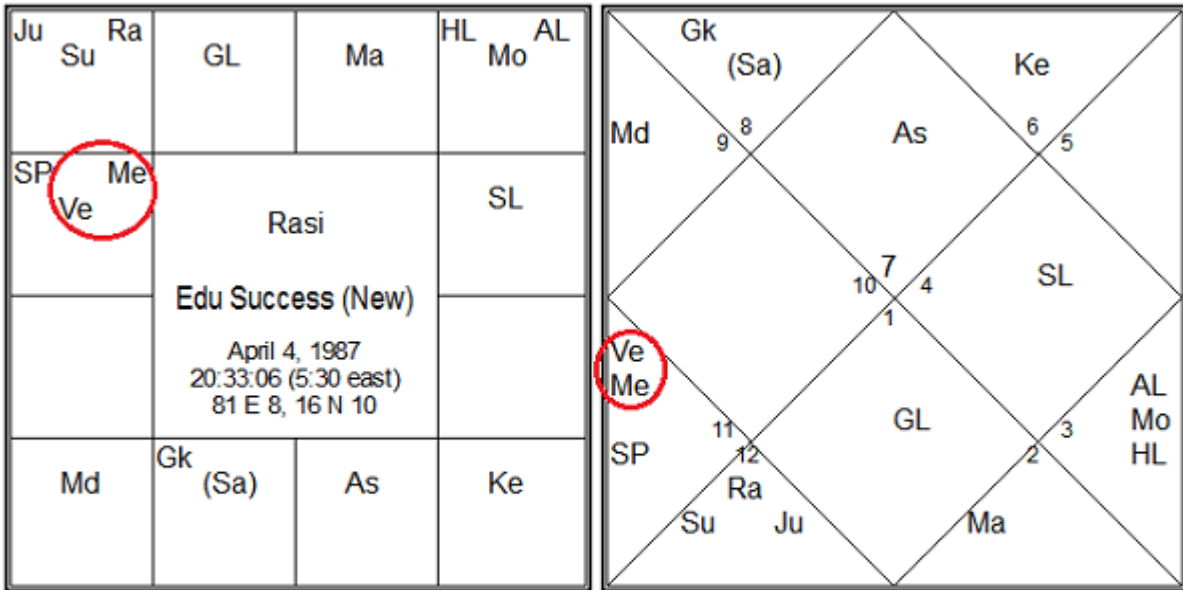 Ju Ra
Su
GL
Ma
HL AL
Mo
SP Me
Ve
Rasi
Edu Success (New)
April 4, 1987
20:33:06 (5:30 east)
81 E 8, 16 N 10
SL
Md
Gk
(Sa)
As
Ke
Gk
(Sa)
Ke
Md
9 8
As
6 5
7
10 4
1
SL
Ve
Me
SP
11
12
GL
3
2
AL
Mo
HL
Ra
Su Ju
Ma